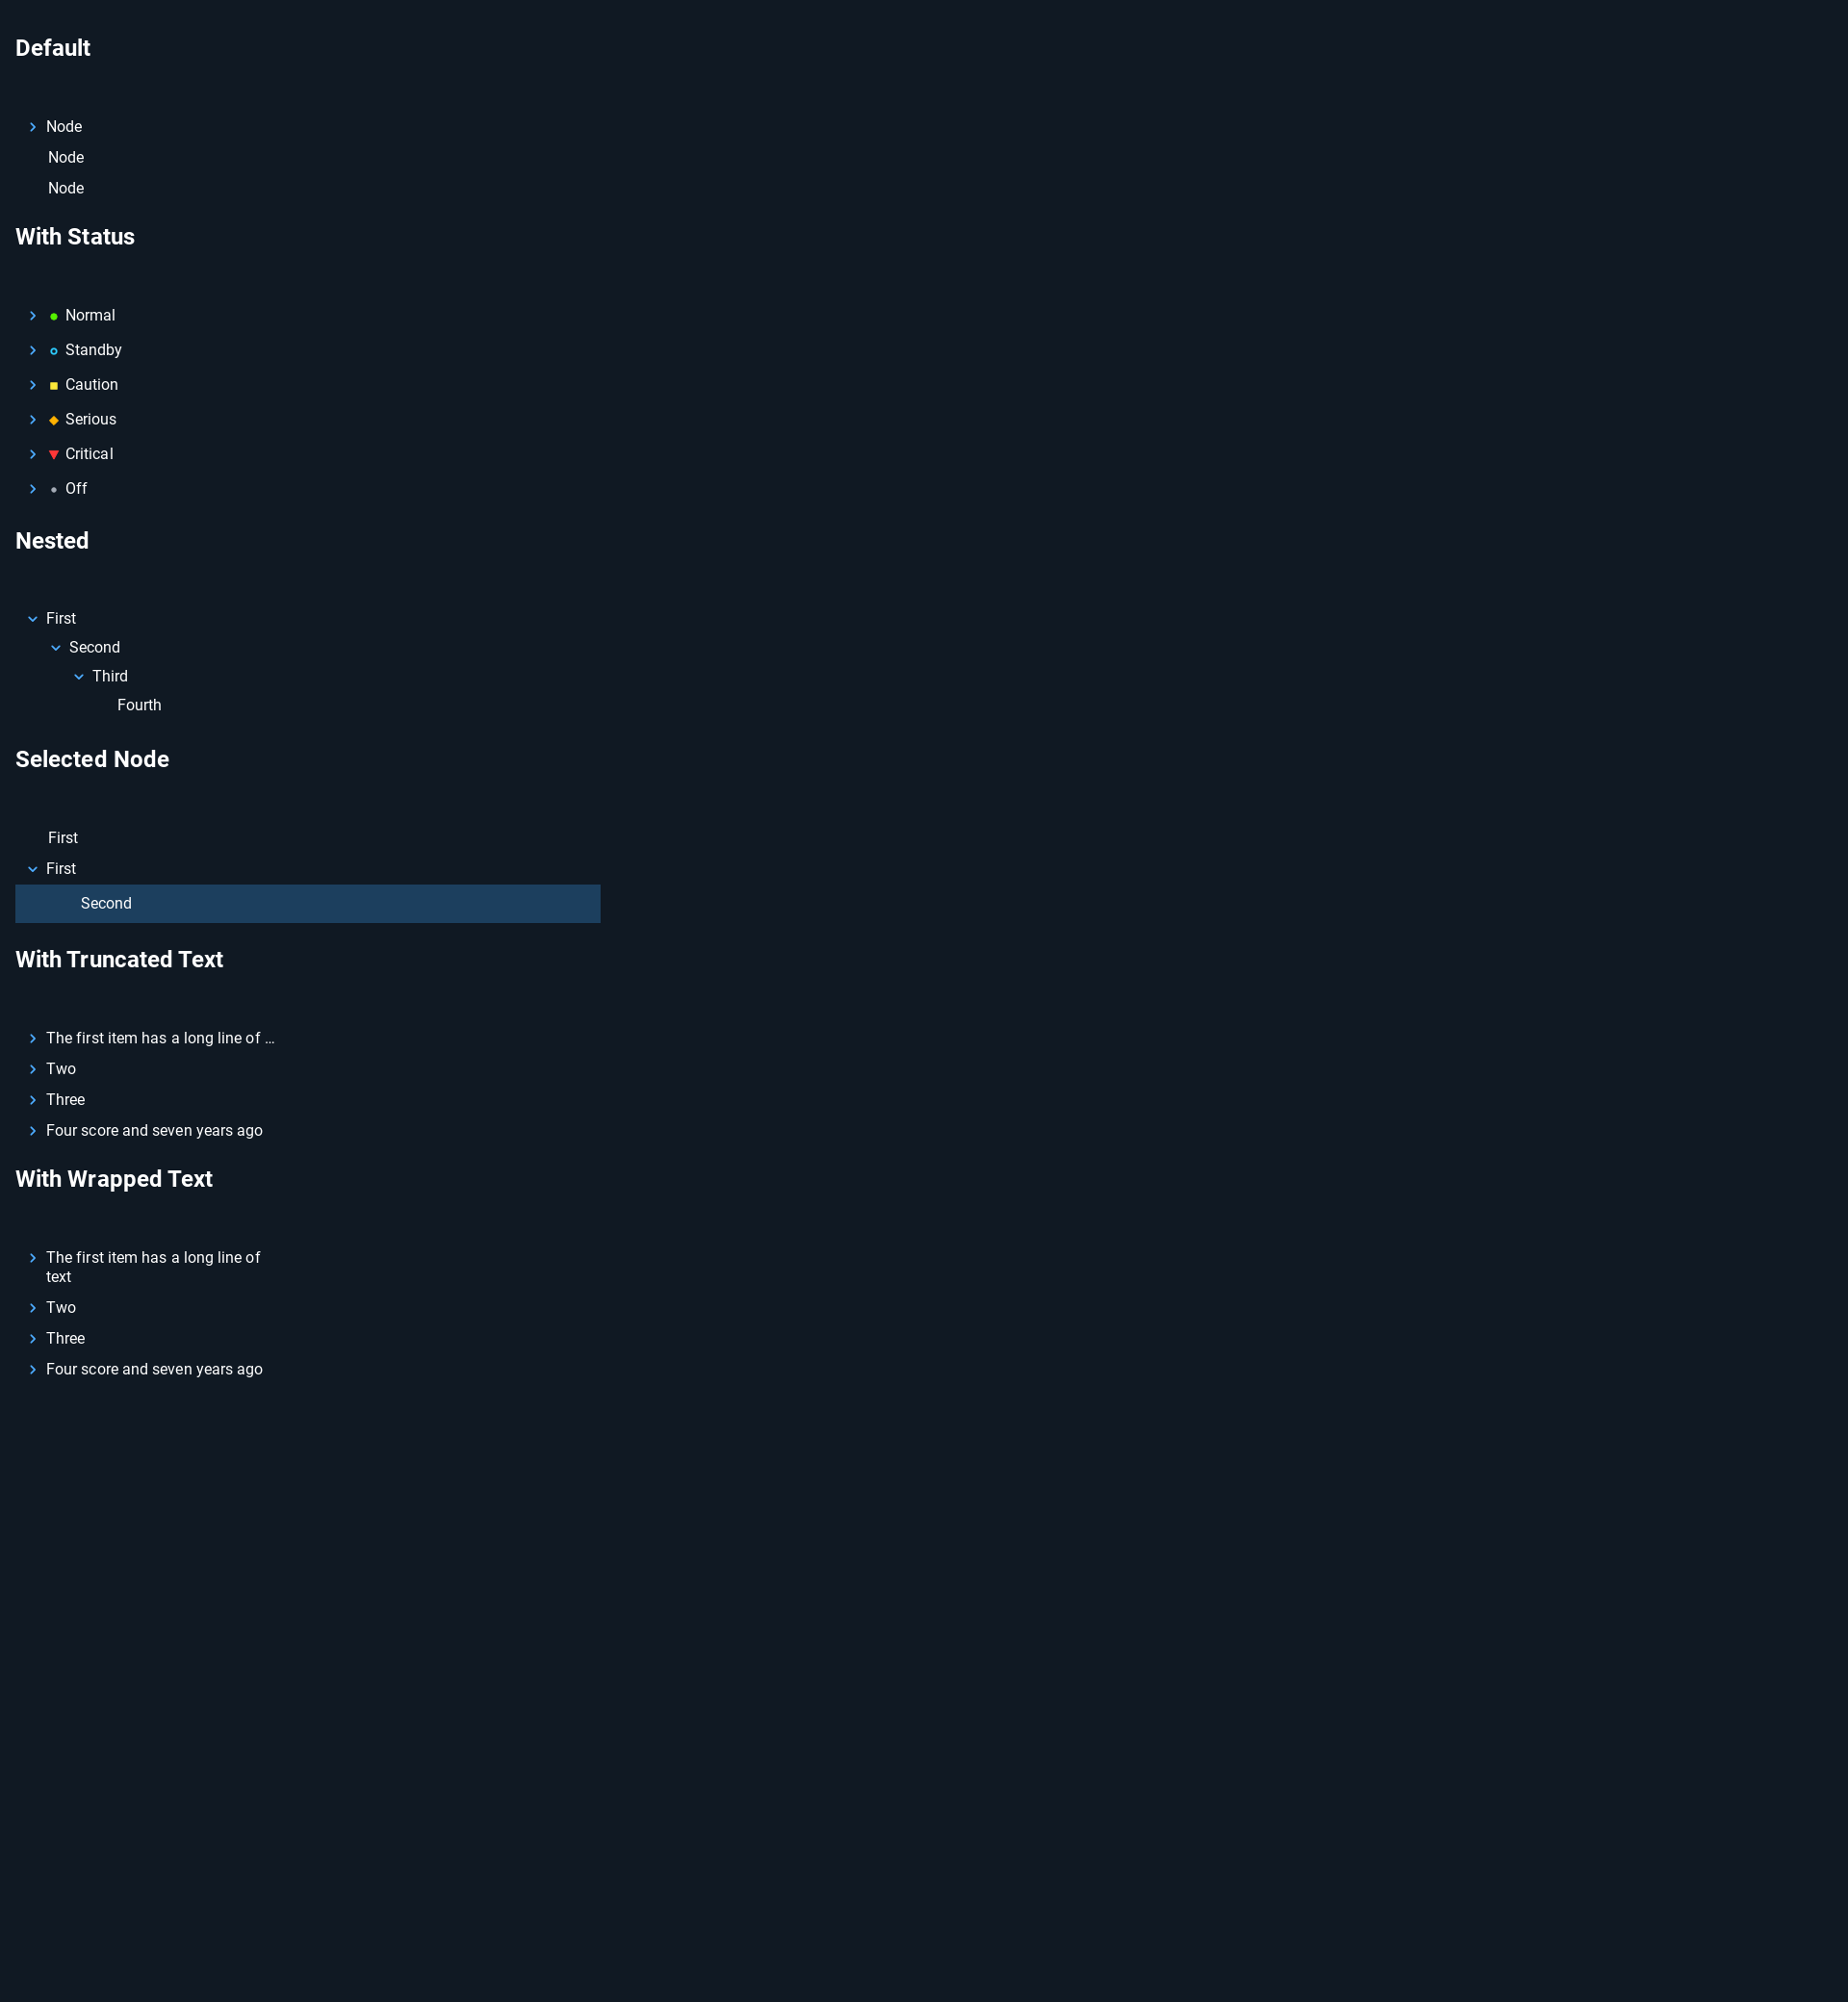 Default
Node
Node
Node
With Status
Normal
Standby
Caution
Serious
Critical
Off
Nested
First
Second
Third
Fourth
Selected Node
First
First
Second
With Truncated Text
The first item has a long line of …
Two
Three
Four score and seven years ago
With Wrapped Text
The first item has a long line of
text
Two
Three
Four score and seven years ago